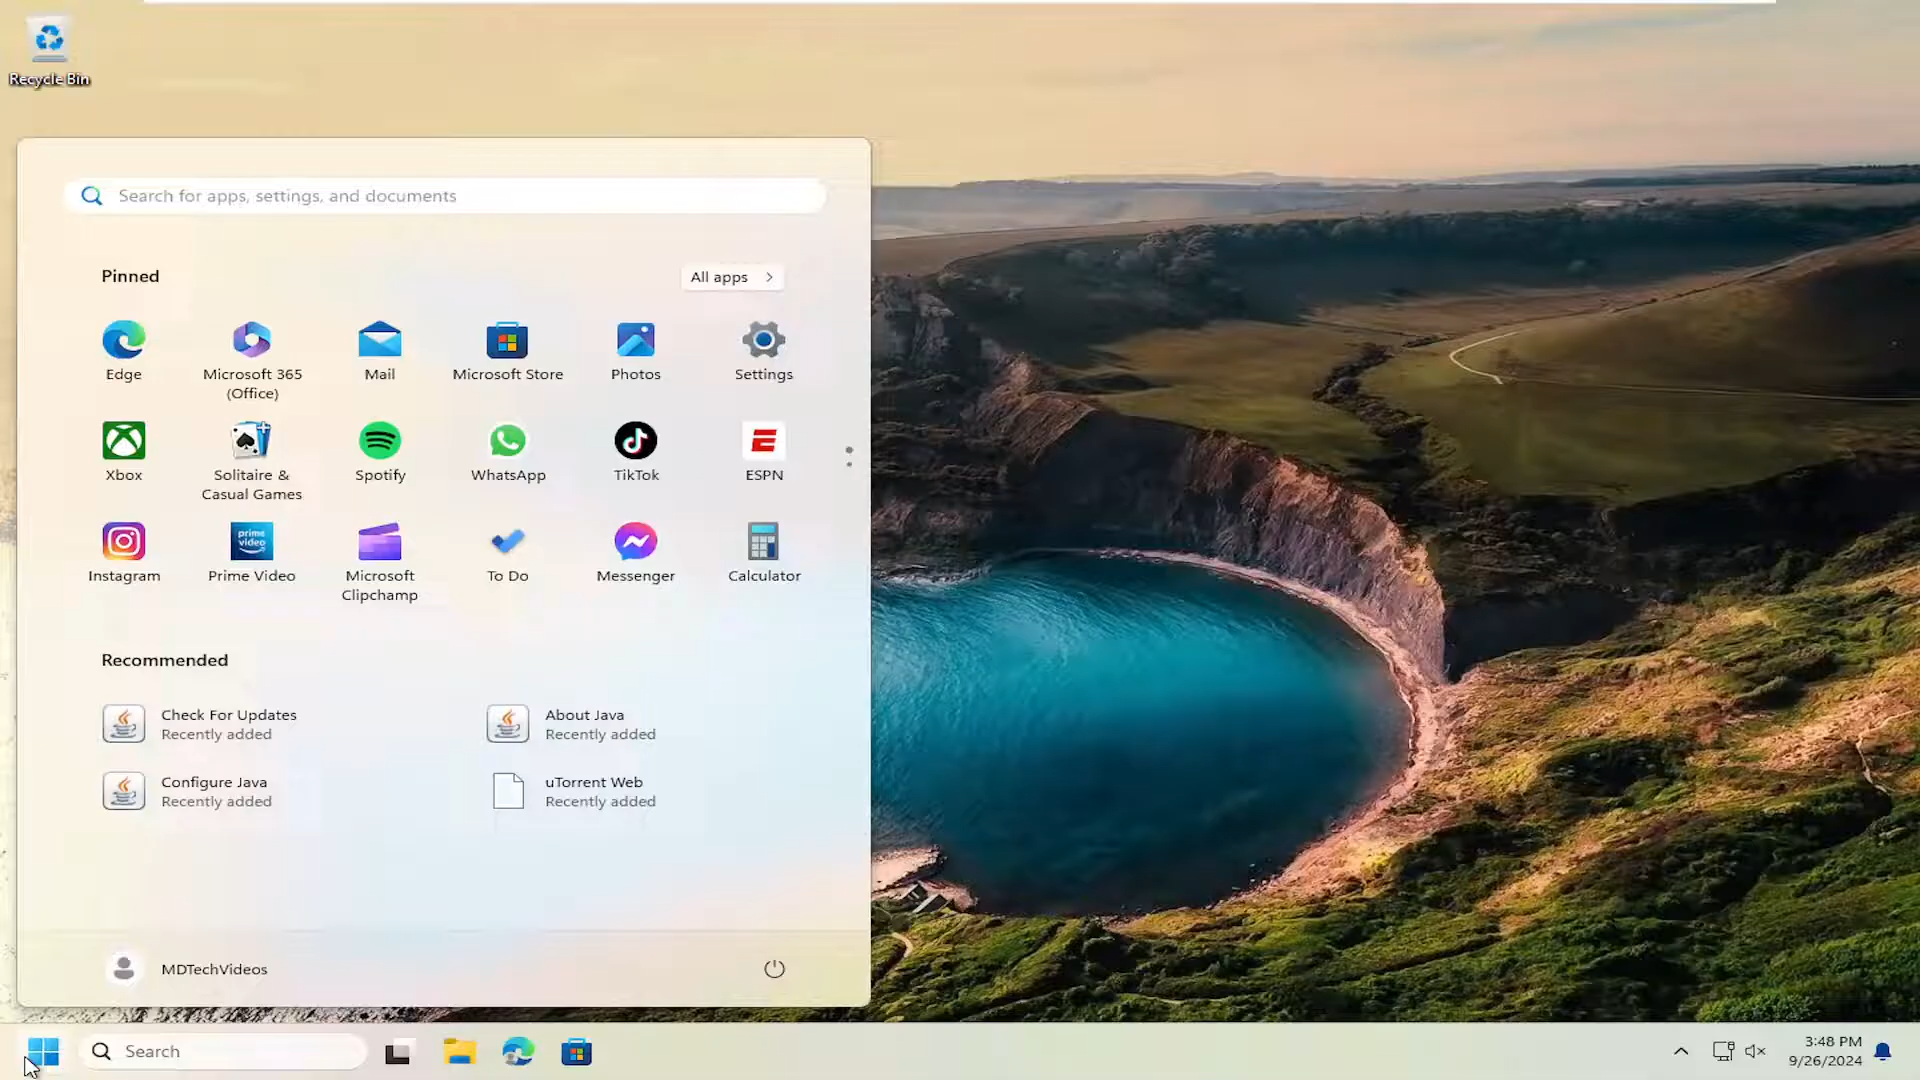 Recycle Bin
Search for apps, settings, and documents
Pinned
All apps
Edge
Microsoft 365
(Office)
Mail
Microsoft Store
Photos
Settings
Xbox
Solitaire &
Casual Games
Spotify
WhatsApp
TikTok
ESPN
prime
video
Instagram
Prime Video
Microsoft
Clipchamp
To Do
Messenger
Calculator
Recommended
Check For Updates
Recently added
About Java
Recently added
Configure Java
Recently added
uTorrent Web
Recently added
MDTechVideos
Search
3:48 PM
9/26/2024